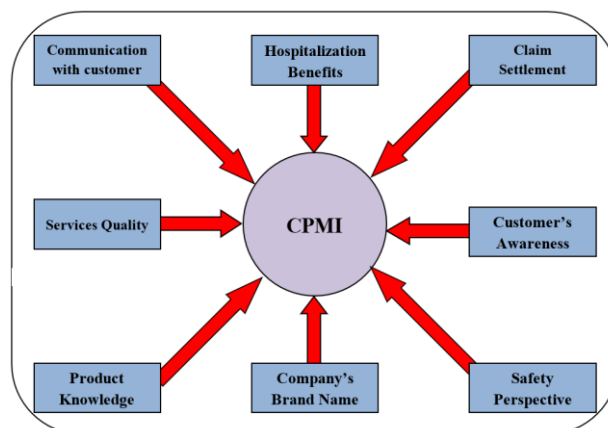 Communication
with customer
Hospitalization
Benefits
Claim
Settlement
Services Quality
CPMI
Customer's
Awareness
Product
Knowledge
Company's
Brand Name
Safety
Perspective